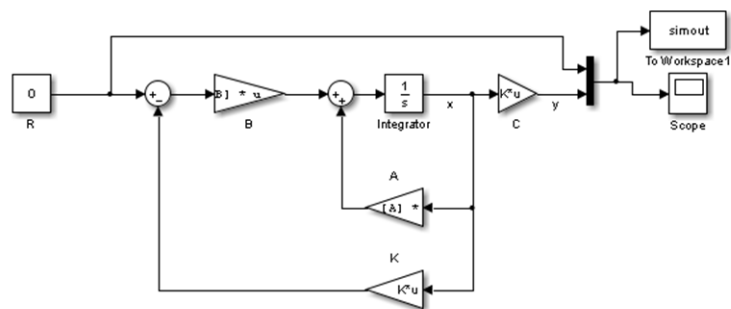 simout
To Workspace1
0
R
+
−
B] * u
B
+
+
1
s
Integrator
x
K*u
C
y
Scope
A
[A] *
K
K*u